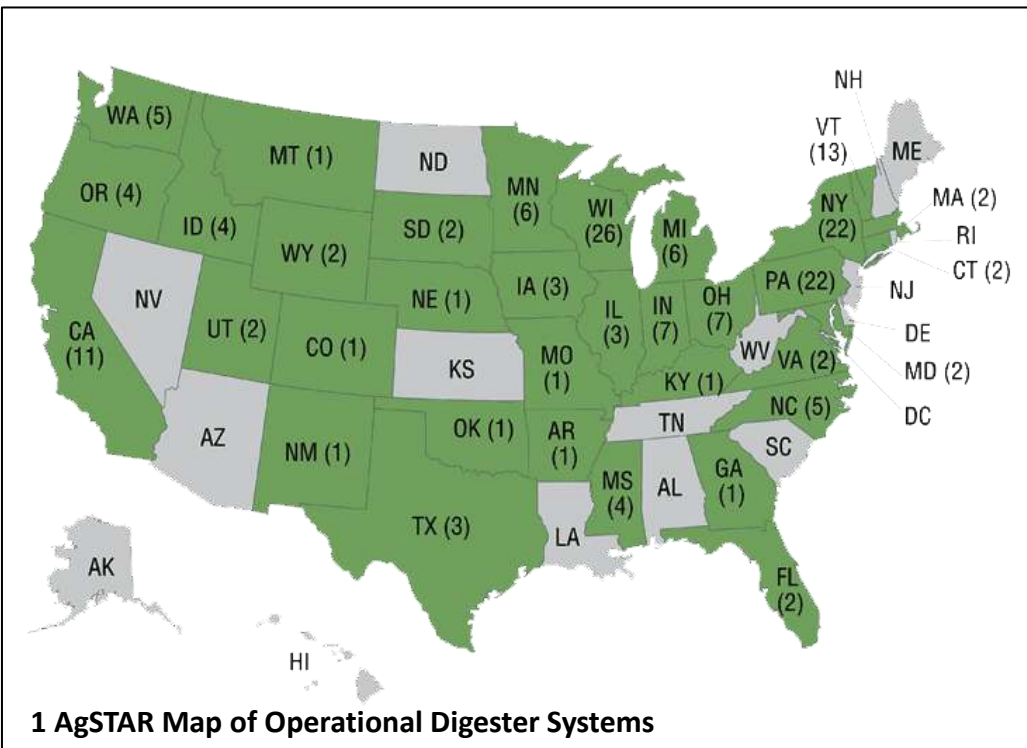 NH
WA (5)
VT
(13)
ME
MT (1)
ND
MN
(6)
OR (4)
ID (4)
WI
(26)
MI
(6)
NY
(22)
MA (2)
SD (2)
WY (2)
RI
CT (2)
IA (3)
PA (22)
NE (1)
NJ
NV
IL
(3)
IN
(7)
OH
(7)
UT (2)
CA
(11)
CO (1)
DE
MO
(1)
WV
VA (2)
KS
MD (2)
KY (1)
NC (5)
DC
TN
OK (1)
AR
(1)
AZ
SC
NM (1)
MS
(4)
AL
GA
(1)
TX (3)
LA
AK
FL
(2)
HI
1 AgSTAR Map of Operational Digester Systems